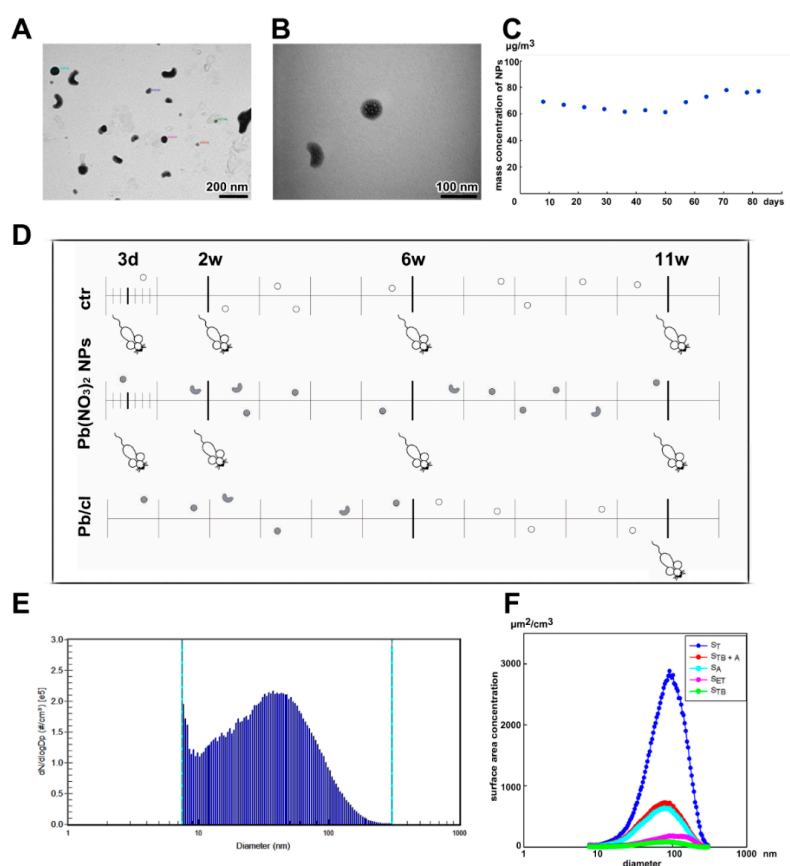 A
200 nm
B
100 nm
C
µg/m3
mass concentration of NPs
100
80
60
40
20
0
10 20 30 40 50 60 70 80 days
D
3d 2w 6w 11w
ctr
Pb(NO3)2 NPs
Pb/cl
E
dN/dlogDp (#/cm³) [e5]
3.0
2.5
2.0
1.5
1.0
0.5
0.0
1 10 100 1000
Diameter (nm)
F
µm2/cm3
surface area concentration
3000
2000
1000
0
1 10 100 1000 nm
diameter
ST
STB + A
SA
SET
STB